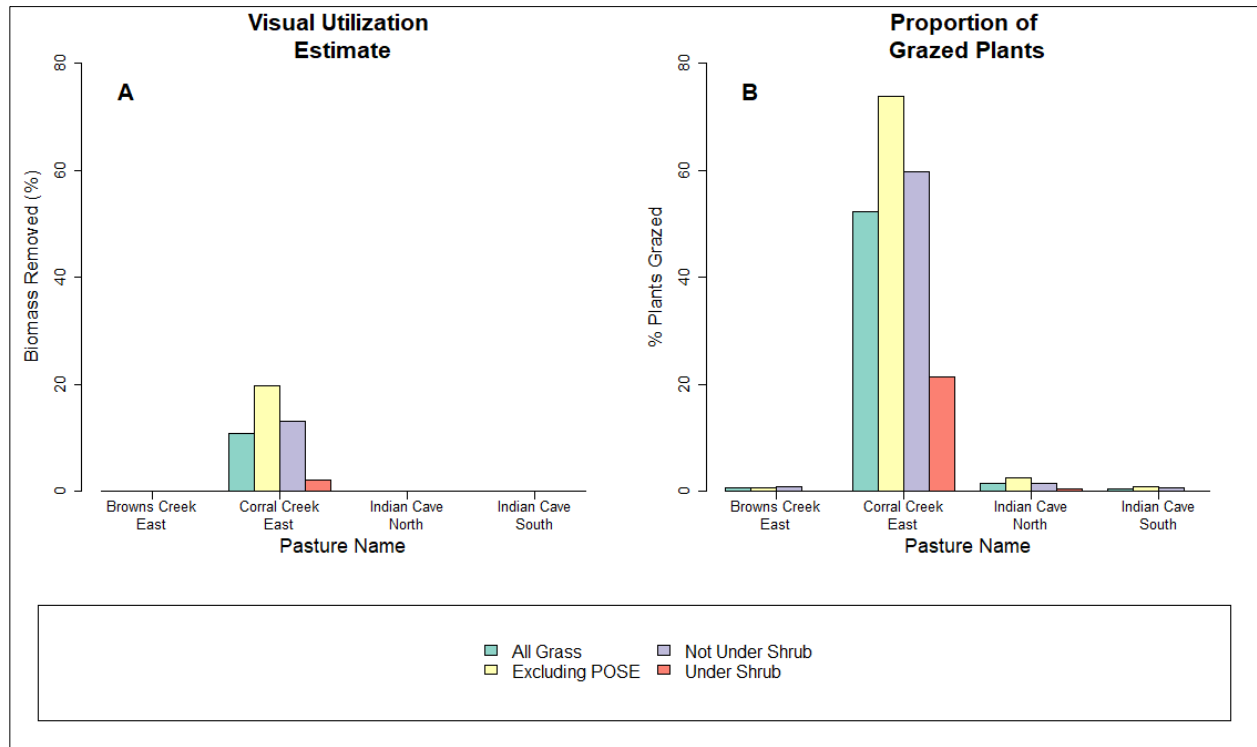 Visual Utilization
Estimate
A
80
60
40
20
0
Biomass Removed (%)
Browns Creek
East
Corral Creek
East
Indian Cave
North
Indian Cave
South
Pasture Name
Proportion of
Grazed Plants
B
80
60
40
20
0
% Plants Grazed
Browns Creek
East
Corral Creek
East
Indian Cave
North
Indian Cave
South
Pasture Name
All Grass
Excluding POSE
Not Under Shrub
Under Shrub